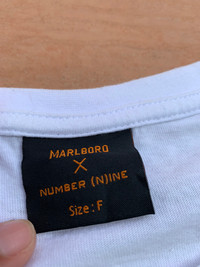 MARLBORO
X
NUMBER (N)INE
Size: F